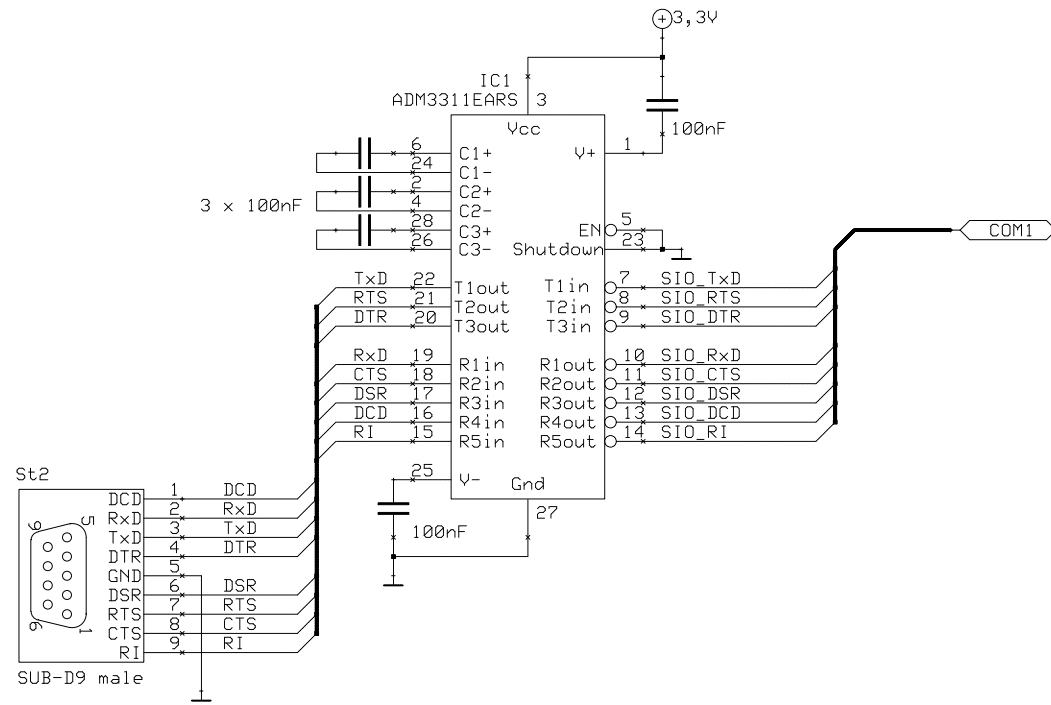 3,3V
IC1
ADM3311EARS 3
Vcc
100nF
6 C1+ V+ 1
24 C1-
2 C2+
3 x 100nF
4 C2-
28 C3+ EN 5
26 C3- Shutdown 23
COM1
TxD 22 T1out T1in 7 SIO_TxD
RTS 21 T2out T2in 8 SIO_RTS
DTR 20 T3out T3in 9 SIO_DTR
RxD 19 R1in R1out 10 SIO_RxD
CTS 18 R2in R2out 11 SIO_CTS
DSR 17 R3in R3out 12 SIO_DSR
DCD 16 R4in R4out 13 SIO_DCD
RI 15 R5in R5out 14 SIO_RI
25 V- Gnd
27
100nF
St2
DCD 1 DCD
RxD 2 RxD
TxD 3 TxD
DTR 4 DTR
GND 5
DSR 6 DSR
RTS 7 RTS
CTS 8 CTS
RI 9 RI
9 5
6 1
SUB-D9 male